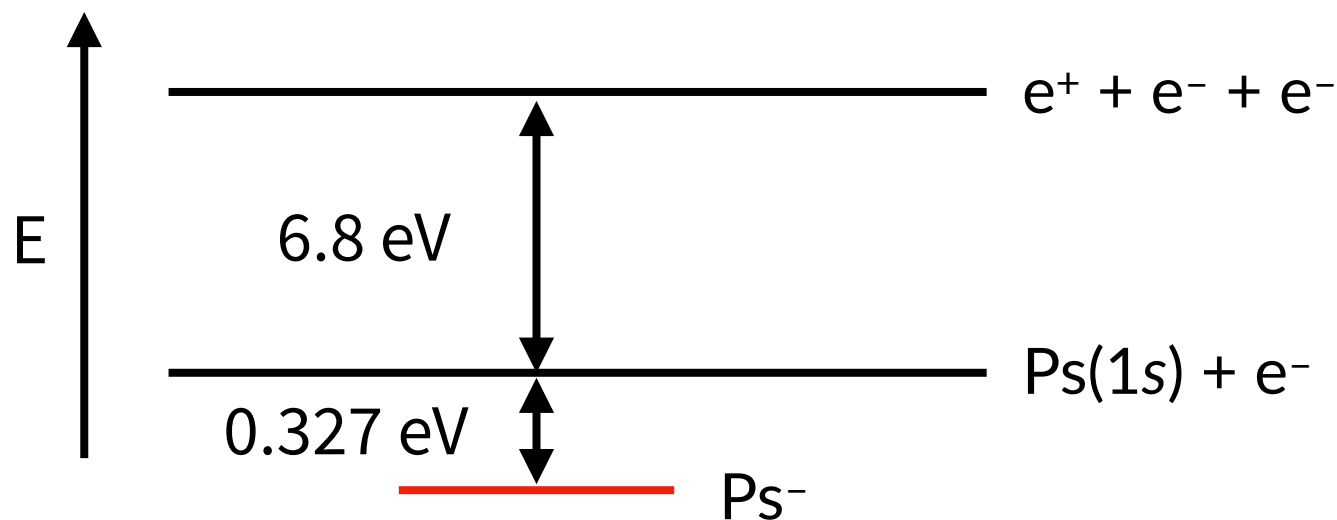 e⁺ + e⁻ + e⁻
E
6.8 eV
Ps(1s) + e⁻
0.327 eV
Ps⁻